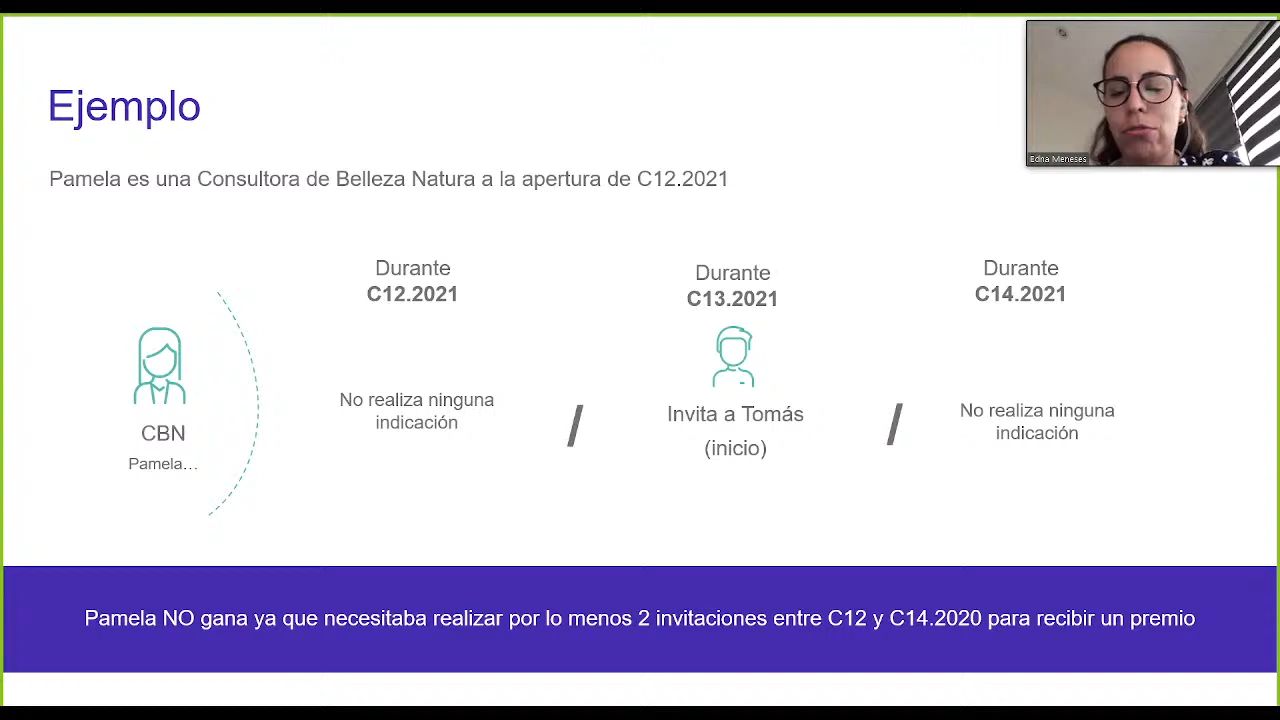 Ejemplo
Edna Meneses
Pamela es una Consultora de Belleza Natura a la apertura de C12.2021
Durante
C12.2021
Durante
C13.2021
Durante
C14.2021
CBN
Pamela...
No realiza ninguna
indicación
/
Invita a Tomás
(inicio)
/
No realiza ninguna
indicación
Pamela NO gana ya que necesitaba realizar por lo menos 2 invitaciones entre C12 y C14.2020 para recibir un premio